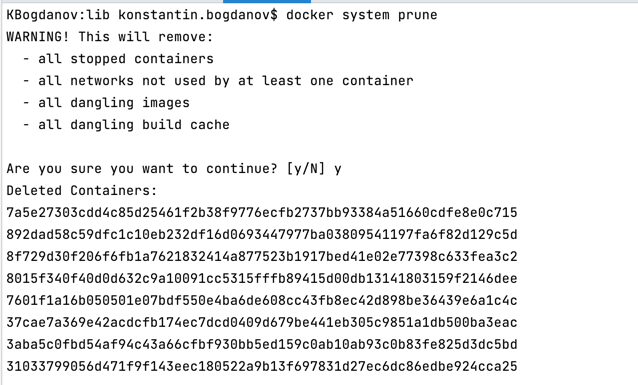 KBogdanov:lib konstantin.bogdanov$ docker system prune
WARNING! This will remove:
  - all stopped containers
  - all networks not used by at least one container
  - all dangling images
  - all dangling build cache

Are you sure you want to continue? [y/N] y
Deleted Containers:
7a5e27303cdd4c85d25461f2b38f9776ecfb2737bb93384a51660cdfe8e0c715
892dad58c59dfc1c10eb232df16d0693447977ba03809541197fa6f82d129c5d
8f729d30f206f6fb1a7621832414a877523b1917bed41e02e77398c633fea3c2
8015f340f40d0d632c9a10091cc5315fffb89415d00db13141803159f2146dee
7601f1a16b050501e07bdf550e4ba6de608cc43fb8ec42d898be36439e6a1c4c
37cae7a369e42acdcfb174ec7dcd0409d679be441eb305c9851a1db500ba3eac
3aba5c0fbd54af94c43a66cfbf930bb5ed159c0ab10ab93c0b83fe825d3dc5bd
31033799056d471f9f143eec180522a9b13f697831d27ec6dc86edbe924cca25